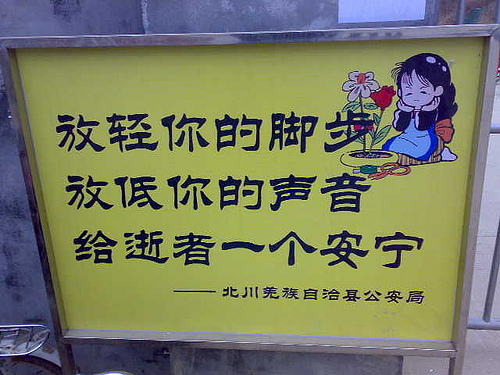 放轻你的脚步
放低你的声音
给逝者一个安宁
——北川羌族自治县公安局